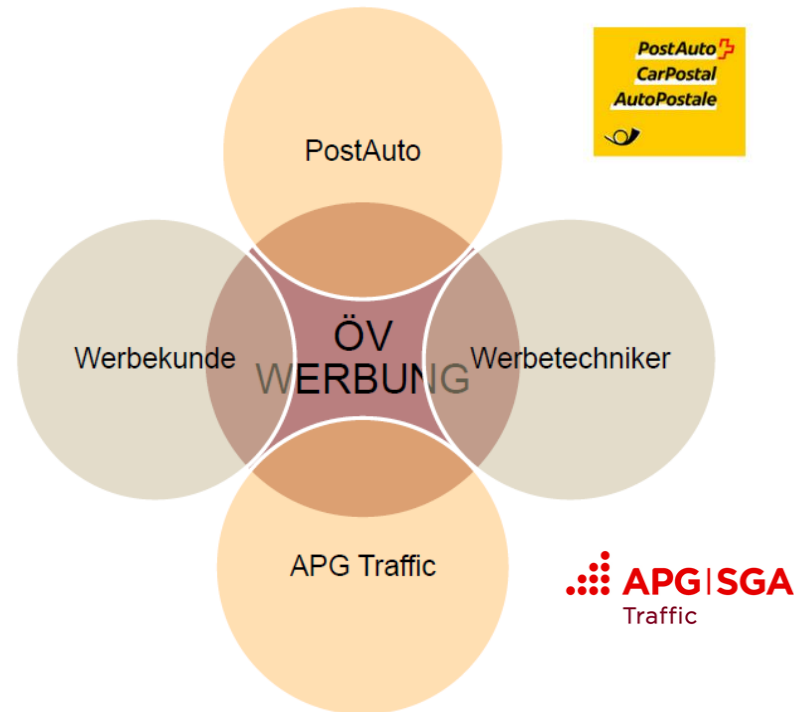 PostAuto
CarPostal
AutoPostale
PostAuto
Werbekunde
ÖV
WERBUNG
Werbetechniker
APG Traffic
APG|SGA
Traffic